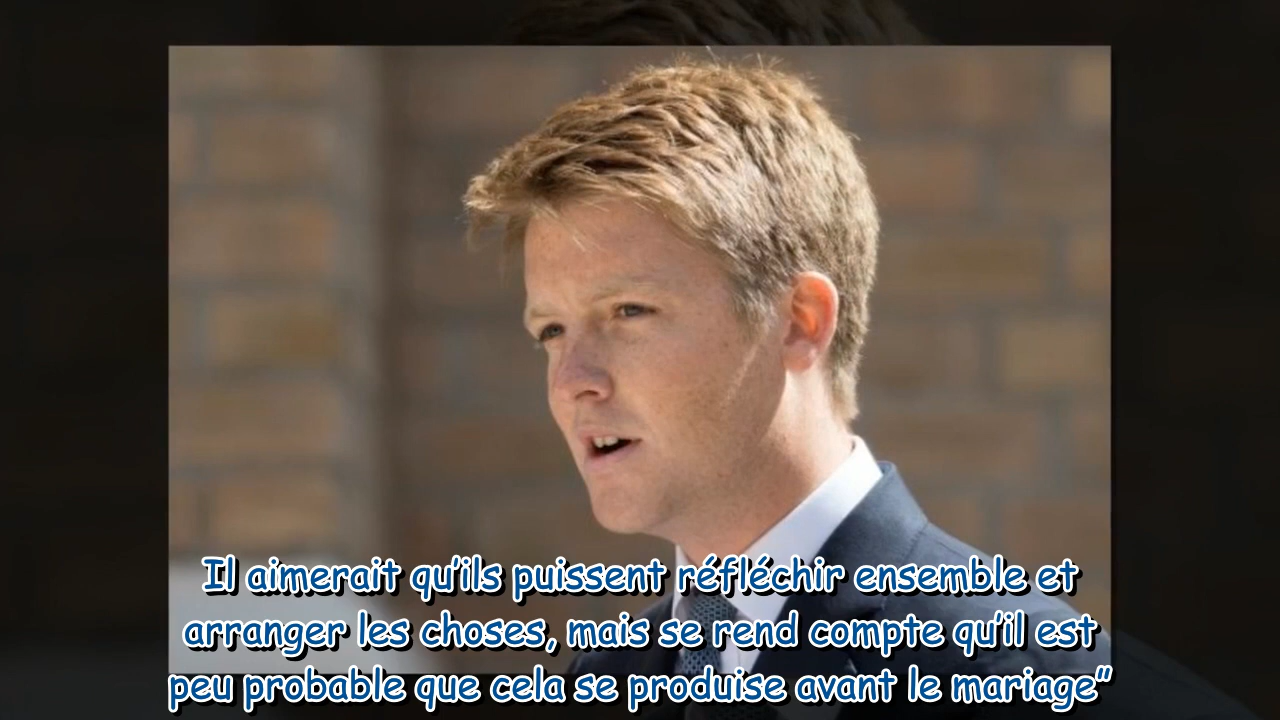 Il aimerait qu'ils puissent réfléchir ensemble et
arranger les choses, mais se rend compte qu'il est
peu probable que cela se produise avant le mariage”